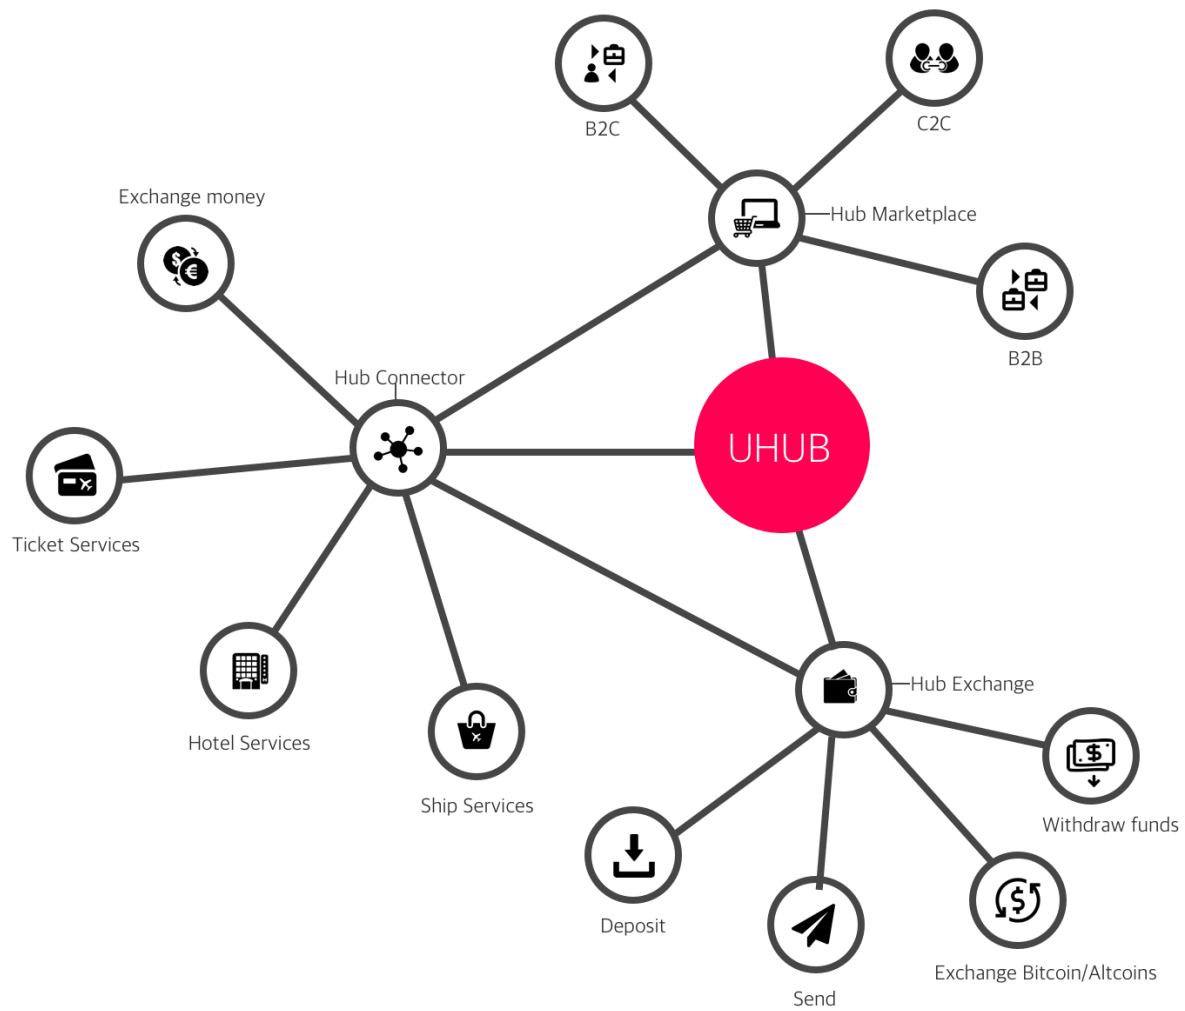 B2C
C2C
Exchange money
Hub Marketplace
B2B
Hub Connector
UHUB
Ticket Services
Hub Exchange
Hotel Services
Ship Services
Withdraw funds
Deposit
Exchange Bitcoin/Altcoins
Send